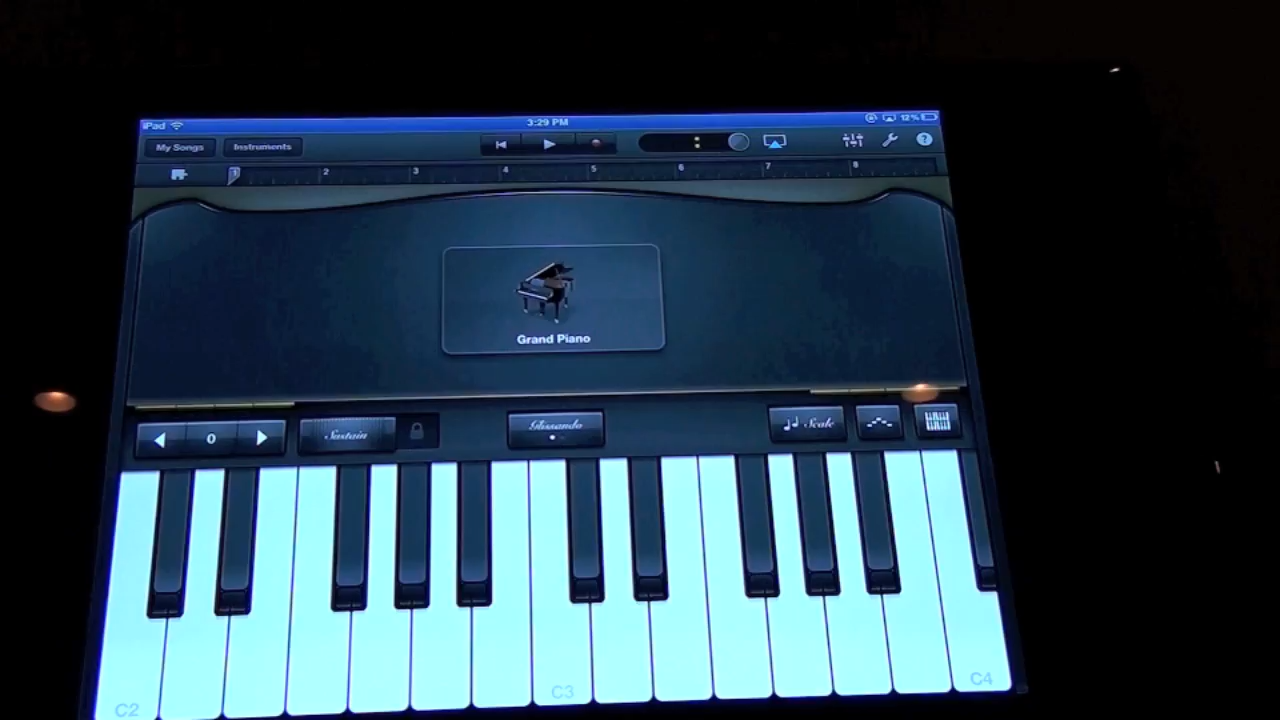 iPad 3:29 PM 12%
My Songs Instruments ?
1 2 3 4 5 6 7 8
Grand Piano
0 Sustain Glissando Scale
C2 C3 C4